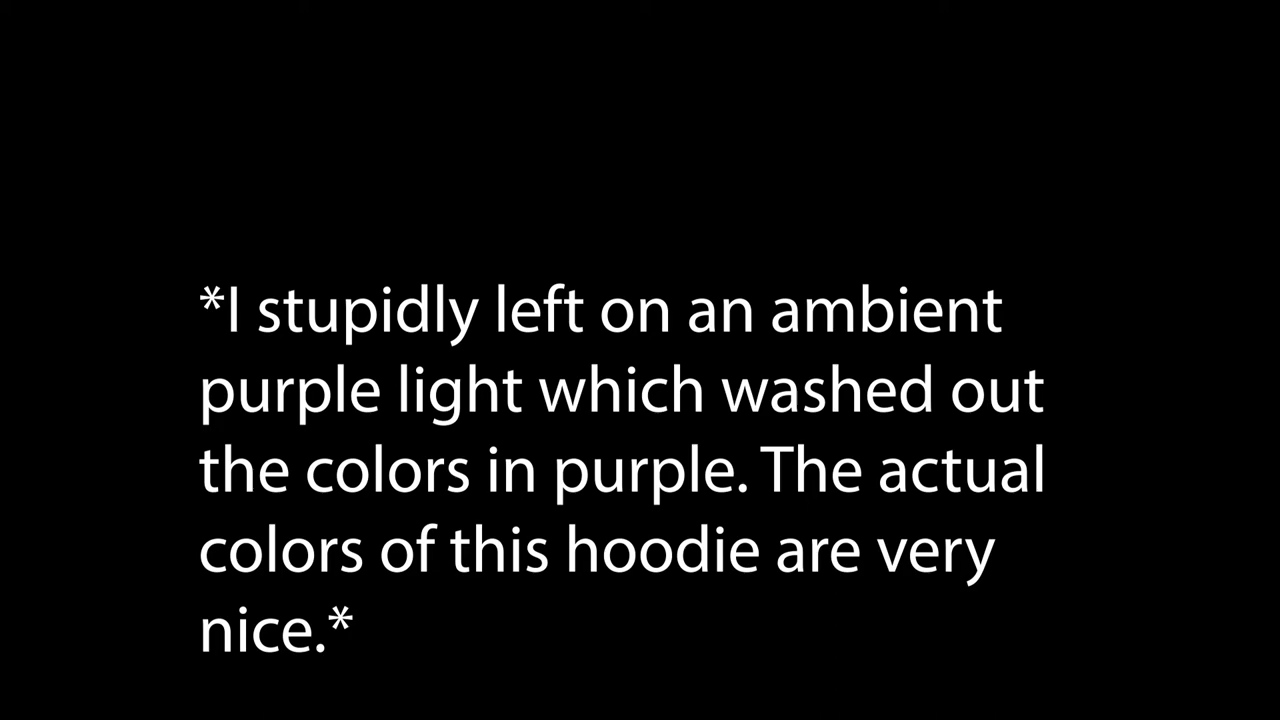 *I stupidly left on an ambient
purple light which washed out
the colors in purple. The actual
colors of this hoodie are very
nice.*